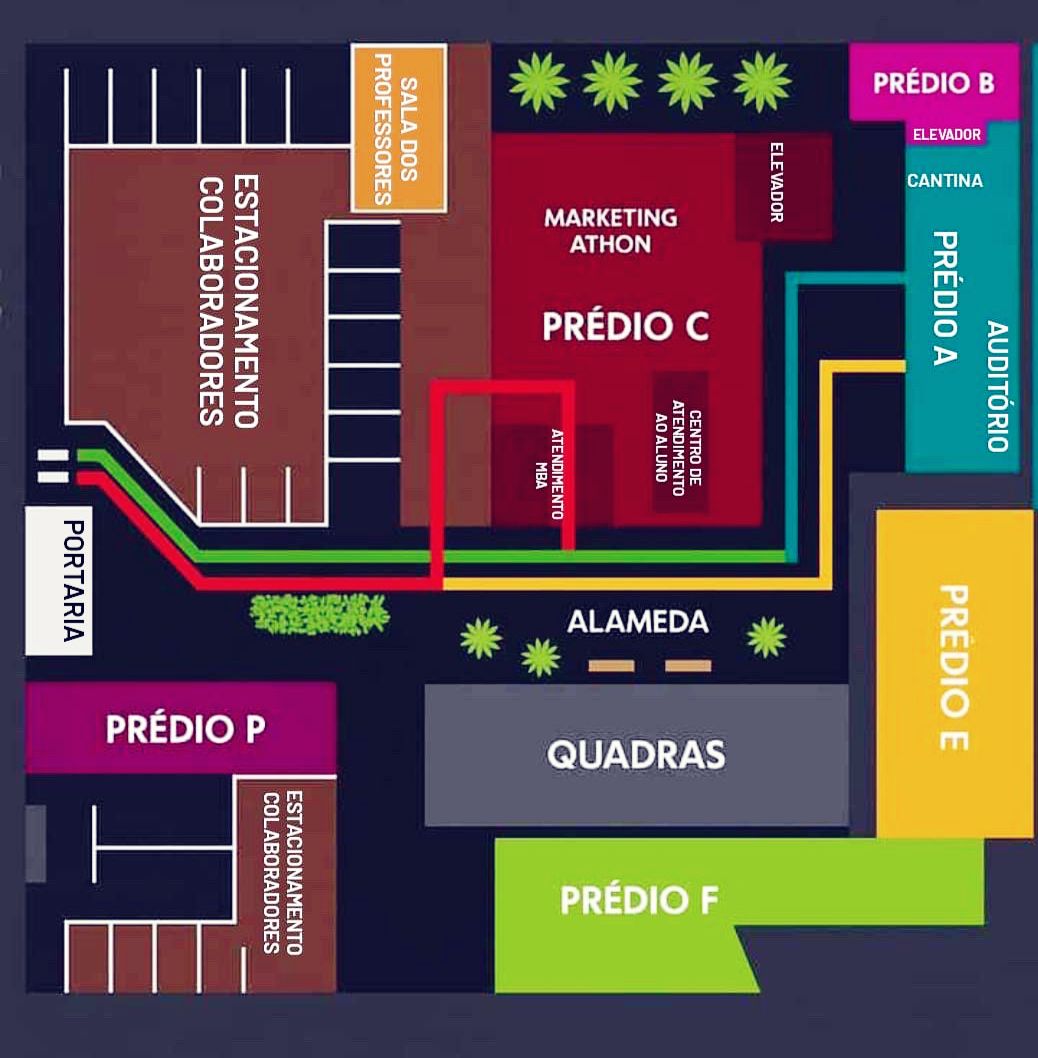 PRÉDIO B
ELEVADOR
CANTINA
PRÉDIO A
AUDITÓRIO
SALA DOS
PROFESSORES
ESTACIONAMENTO
COLABORADORES
ELEVADOR
MARKETING
ATHON
PRÉDIO C
CENTRO DE
ATENDIMENTO
AO ALUNO
ATENDIMENTO
MBA
PORTARIA
ALAMEDA
PRÉDIO E
PRÉDIO P
QUADRAS
ESTACIONAMENTO
COLABORADORES
PRÉDIO F